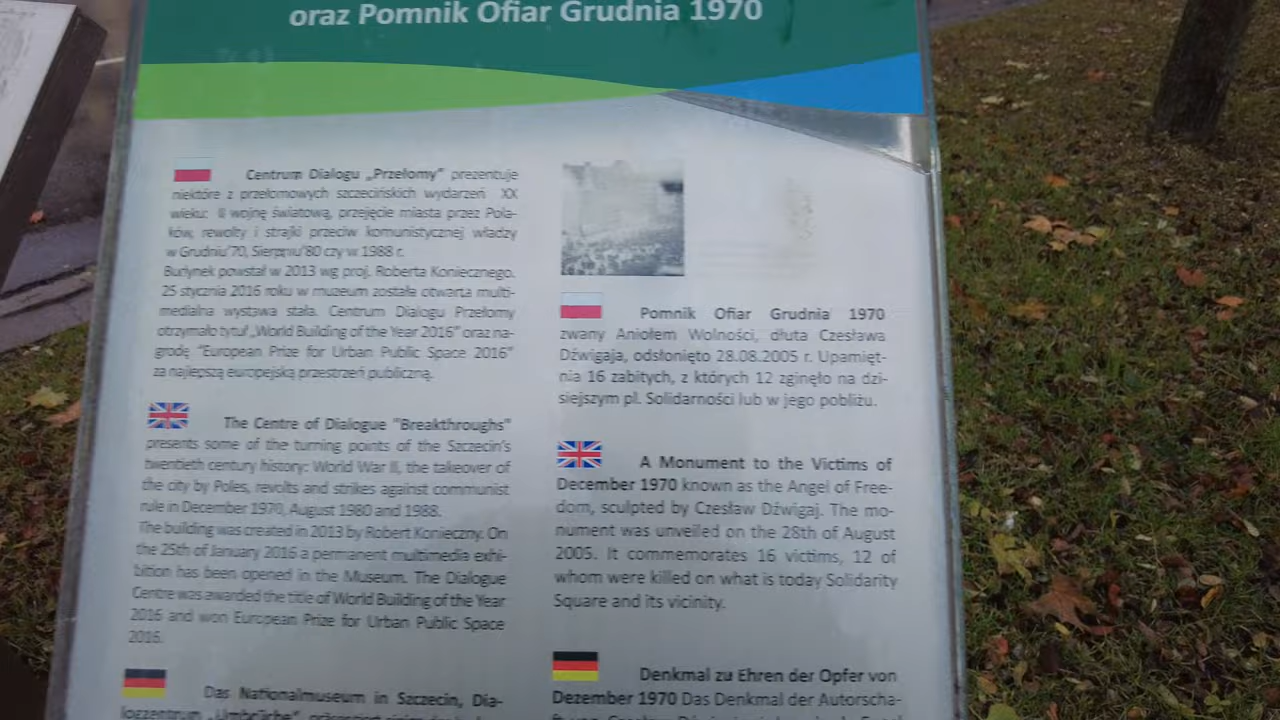 oraz Pomnik Ofiar Grudnia 1970
Centrum Dialogu „Przełomy” prezentuje
niektóre z przełomowych szczecińskich wydarzeń XX
wieku: II wojnę światową, przejęcie miasta przez Pola-
ków, rewolty i strajki przeciw komunistycznej władzy
w Grudniu'70, Sierpniu'80 czy w 1988 r.
Budynek powstał w 2013 wg proj. Roberta Koniecznego.
25 stycznia 2016 roku w muzeum została otwarta multi-
medialna wystawa stała. Centrum Dialogu Przełomy
otrzymało tytuł „World Building of the Year 2016” oraz na-
grodę “European Prize for Urban Public Space 2016”
za najlepszą europejską przestrzeń publiczną.
The Centre of Dialogue “Breakthroughs”
presents some of the turning points of the Szczecin's
twentieth century history: World War II, the takeover of
the city by Poles, revolts and strikes against communist
rule in December 1970, August 1980 and 1988.
The building was created in 2013 by Robert Konieczny. On
the 25th of January 2016 a permanent multimedia exhi-
bition has been opened in the Museum. The Dialogue
Centre was awarded the title of World Building of the Year
2016 and won European Prize for Urban Public Space
2016.
Das Nationalmuseum in Szczecin, Dia-
logzentrum „Umbrüche” präsentiert
Pomnik Ofiar Grudnia 1970
zwany Aniołem Wolności, dłuta Czesława
Dźwigaja, odsłonięto 28.08.2005 r. Upamięt-
nia 16 zabitych, z których 12 zginęło na dzi-
siejszym pl. Solidarności lub w jego pobliżu.
A Monument to the Victims of
December 1970 known as the Angel of Free-
dom, sculpted by Czesław Dźwigaj. The mo-
nument was unveiled on the 28th of August
2005. It commemorates 16 victims, 12 of
whom were killed on what is today Solidarity
Square and its vicinity.
Denkmal zu Ehren der Opfer von
Dezember 1970 Das Denkmal der Autorscha-